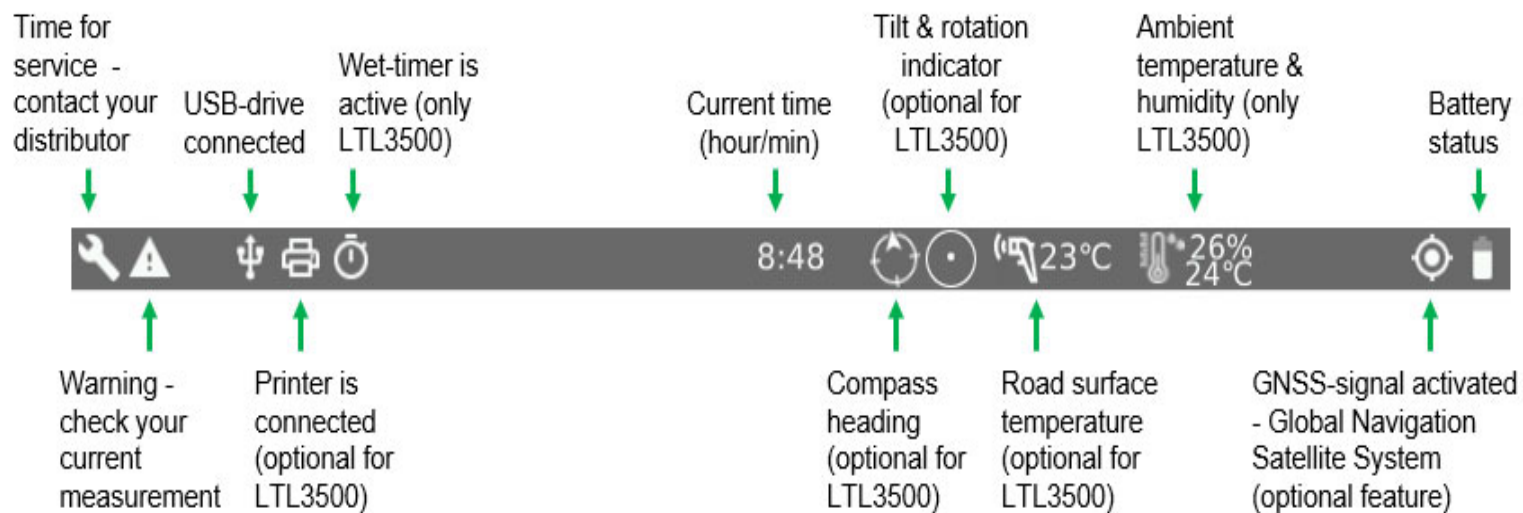 Time for
service -
contact your
distributor
USB-drive
connected
Wet-timer is
active (only
LTL3500)
Current time
(hour/min)
Tilt & rotation
indicator
(optional for
LTL3500)
Ambient
temperature &
humidity (only
LTL3500)
Battery
status
8:48
23°C
26%
24°C
Warning -
check your
current
measurement
Printer is
connected
(optional for
LTL3500)
Compass
heading
(optional for
LTL3500)
Road surface
temperature
(optional for
LTL3500)
GNSS-signal activated
- Global Navigation
Satellite System
(optional feature)